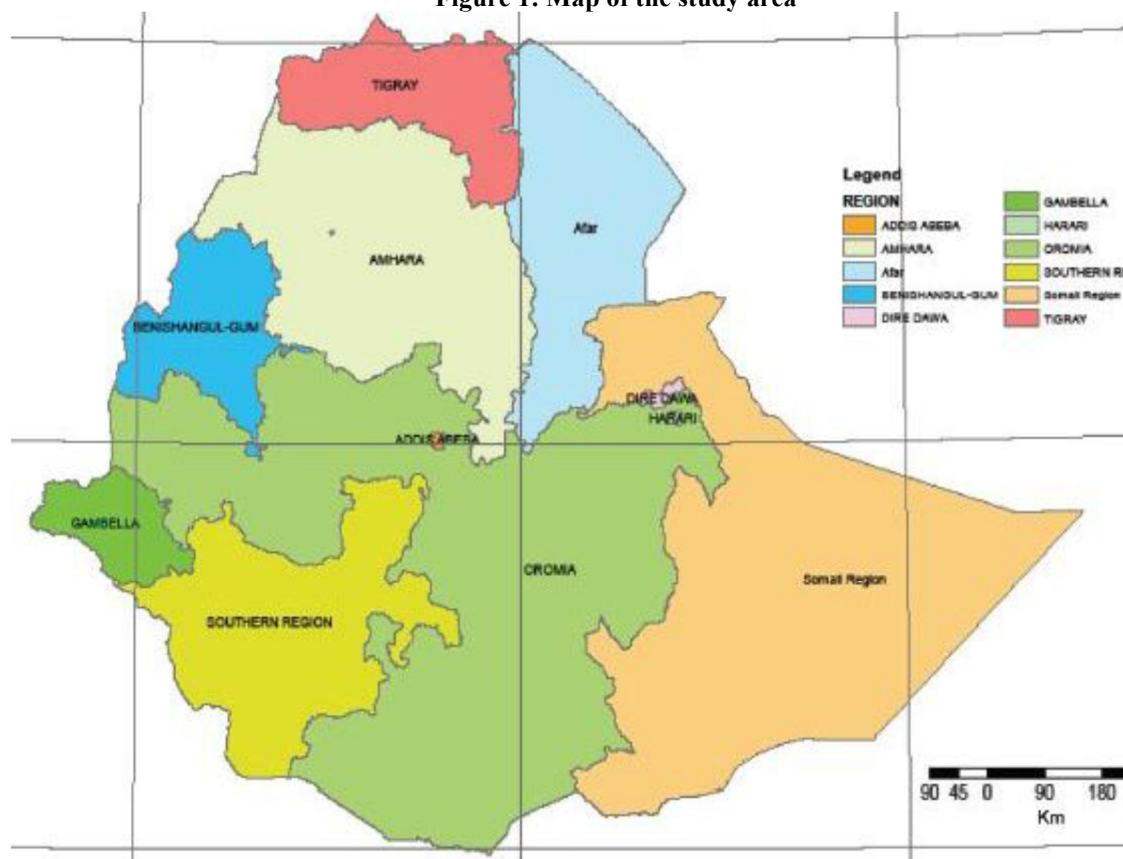 Figure 1: Map of the study area
TIGRAY
Afar
AMHARA
BENISHANGUL-GUM
DIRE DAWA
HARARI
ADDIS ABEBA
GAMBELLA
OROMIA
Somali Region
SOUTHERN REGION
Legend
REGION
ADDIS ABEBA
AMHARA
Afar
BENISHANGUL-GUM
DIRE DAWA
GAMBELLA
HARARI
OROMIA
SOUTHERN RE
Somali Region
TIGRAY
90 45 0 90 180
Km